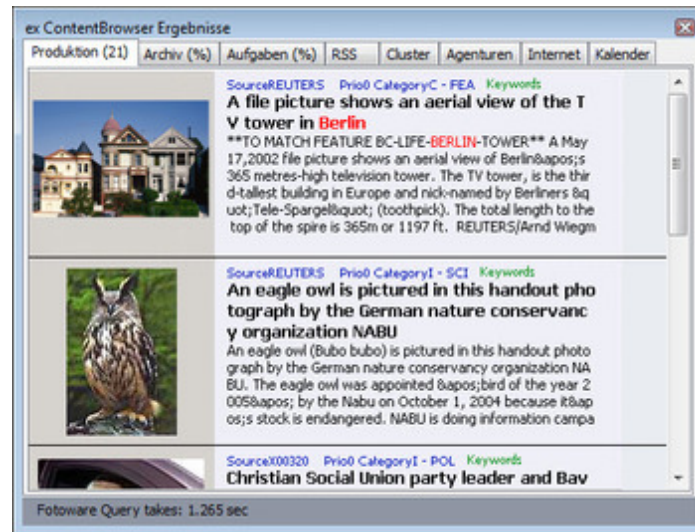 ex ContentBrowser Ergebnisse
Produktion (21) Archiv (%) Aufgaben (%) RSS Cluster Agenturen Internet Kalender
SourceREUTERS Prio0 CategoryC - FEA Keywords
A file picture shows an aerial view of the T
V tower in Berlin
**TO MATCH FEATURE BC-LIFE-BERLIN-TOWER** A May
17,2002 file picture shows an aerial view of Berlin&apos;s
365 metres-high television tower. The TV tower, is the thir
d-tallest building in Europe and nick-named by Berliners &q
uot;Tele-Spargel&quot; (toothpick). The total length to the
top of the spire is 365m or 1197 ft. REUTERS/Arnd Wiegm
SourceREUTERS Prio0 CategoryI - SCI Keywords
An eagle owl is pictured in this handout pho
tograph by the German nature conservanc
y organization NABU
An eagle owl (Bubo bubo) is pictured in this handout photo
graph by the German nature conservancy organization NA
BU. The eagle owl was appointed &apos;bird of the year 2
005&apos; by the Nabu on October 1, 2004 because it&ap
os;s stock is endangered. NABU is doing information campa
SourceX00320 Prio0 CategoryI - POL Keywords
Christian Social Union party leader and Bav
Fotoware Query takes: 1.265 sec